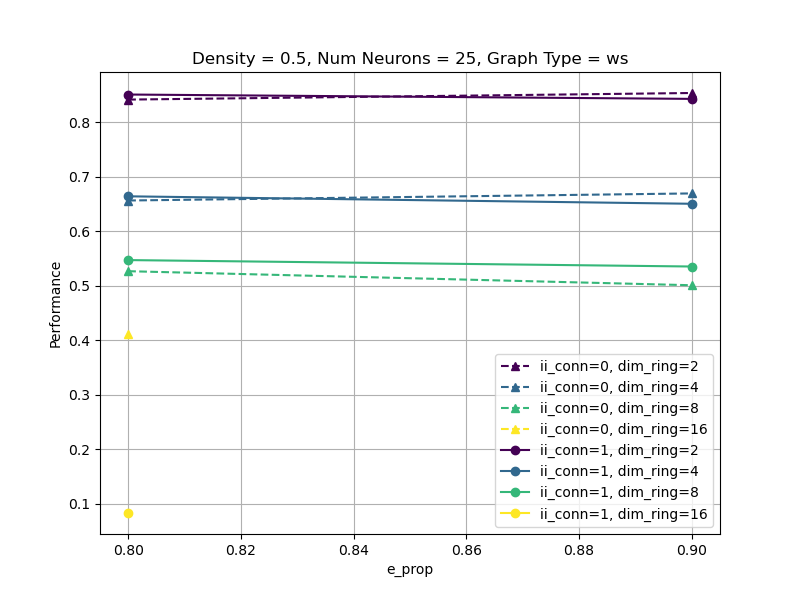 Density = 0.5, Num Neurons = 25, Graph Type = ws
Performance
0.8
0.7
0.6
0.5
0.4
0.3
0.2
0.1
ii_conn=0, dim_ring=2
ii_conn=0, dim_ring=4
ii_conn=0, dim_ring=8
ii_conn=0, dim_ring=16
ii_conn=1, dim_ring=2
ii_conn=1, dim_ring=4
ii_conn=1, dim_ring=8
ii_conn=1, dim_ring=16
0.80 0.82 0.84 0.86 0.88 0.90
e_prop